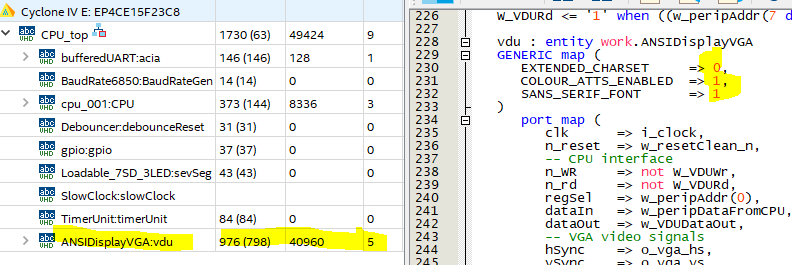 Cyclone IV E: EP4CE15F23C8
CPU_top 1730 (63) 49424 9
bufferedUART:acia 146 (146) 128 1
BaudRate6850:BaudRateGen 14 (14) 0 0
cpu_001:CPU 373 (144) 8336 3
Debouncer:debounceReset 31 (31) 0 0
gpio:gpio 37 (37) 0 0
Loadable_7SD_3LED:sevSeg 43 (43) 0 0
SlowClock:slowClock
TimerUnit:timerUnit 84 (84) 0 0
ANSIDisplayVGA:vdu 976 (798) 40960 5
226 W_VDURd <= '1' when ((w_peripAddr(7 d
227
228 vdu : entity work.ANSIDisplayVGA
229 GENERIC map (
230 EXTENDED_CHARSET => 0,
231 COLOUR_ATTS_ENABLED => 1,
232 SANS_SERIF_FONT => 1
233 )
234 port map (
235 clk => i_clock,
236 n_reset => w_resetClean_n,
237 -- CPU interface
238 n_WR => not W_VDUWr,
239 n_rd => not W_VDURd,
240 regSel => w_peripAddr(0),
241 dataIn => w_peripDataFromCPU,
242 dataOut => w_VDUDataOut,
243 -- VGA video signals
244 hSync => o_vga_hs,
245 vSync => o_vga_vs,